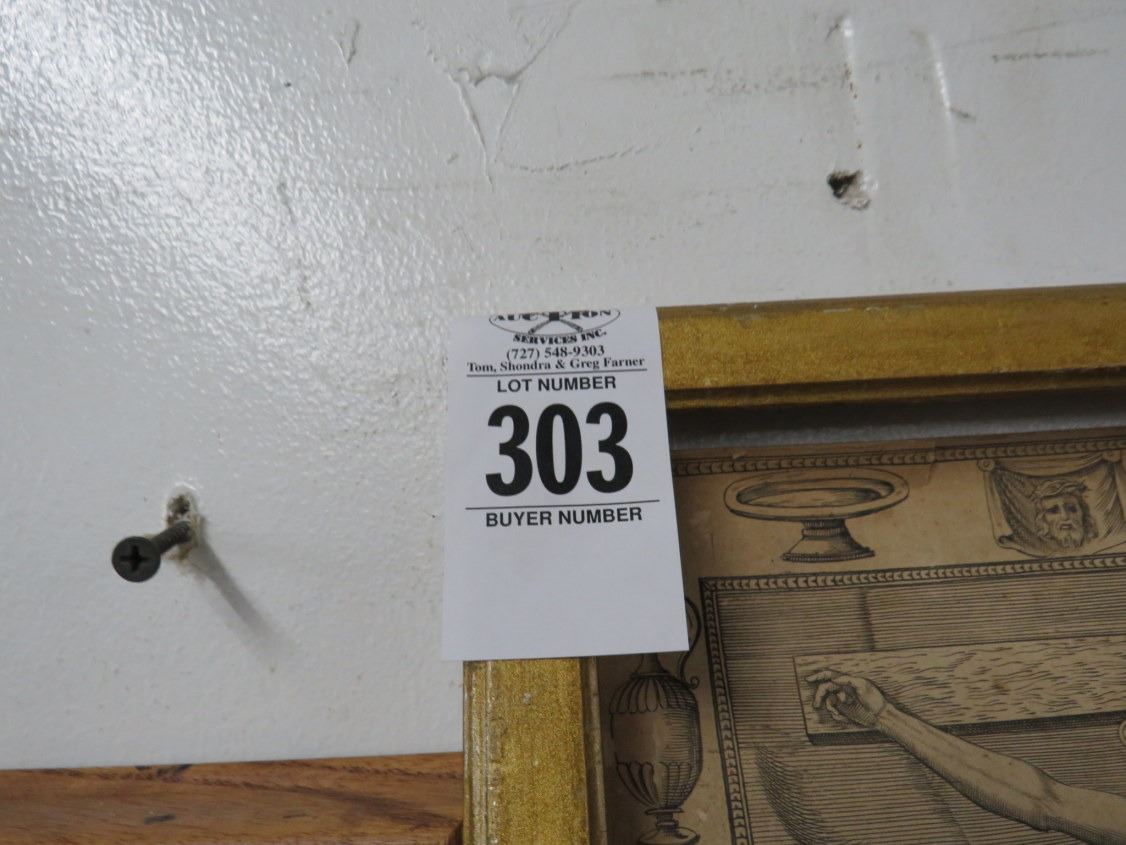 AUCTION
SERVICES INC.
(727) 548-9303
Tom, Shondra & Greg Farner
LOT NUMBER
303
BUYER NUMBER